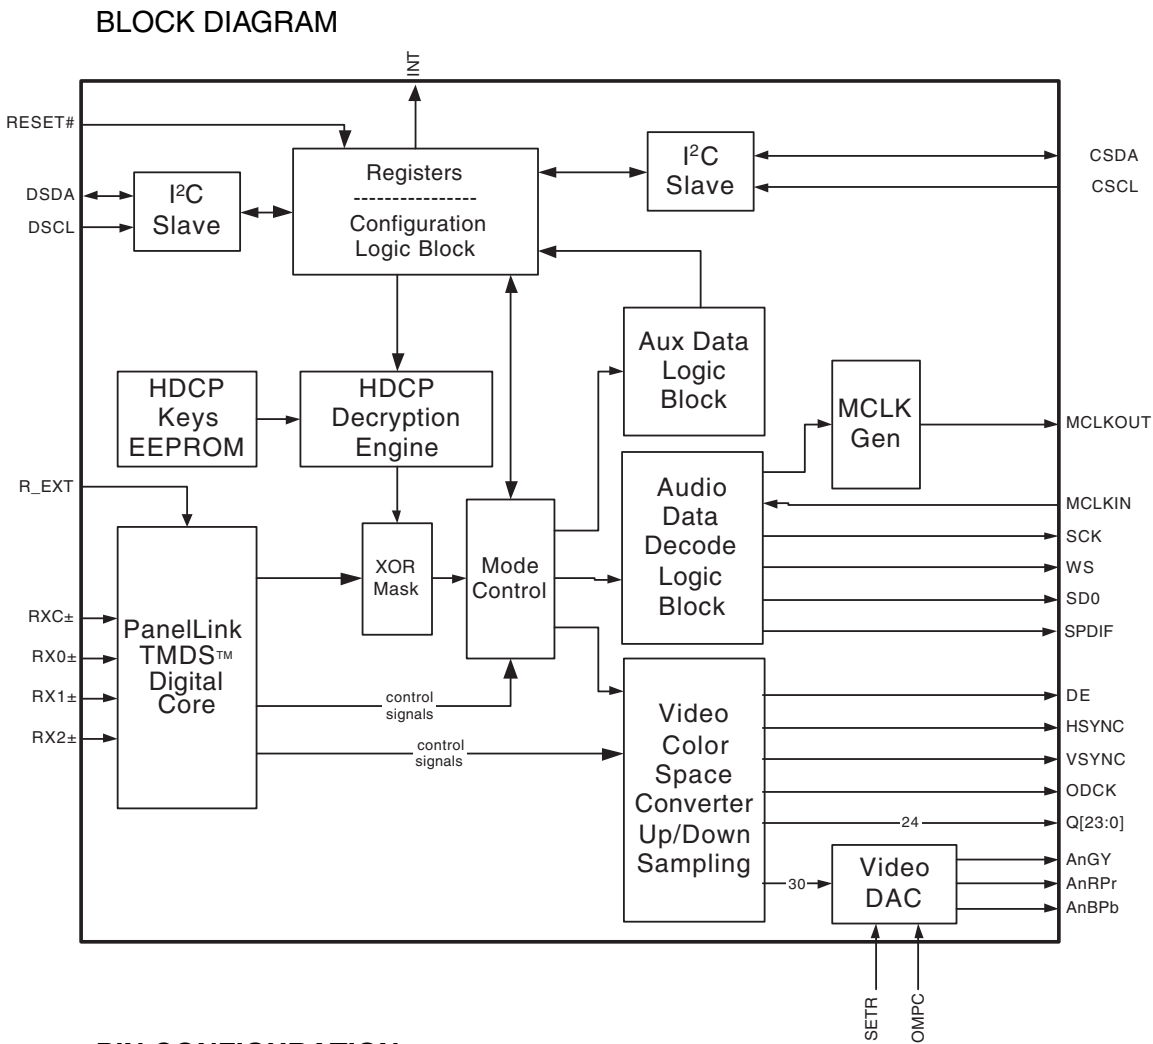 BLOCK DIAGRAM
INT
RESET#
DSDA
DSCL
I²C
Slave
Registers
Configuration
Logic Block
I²C
Slave
CSDA
CSCL
HDCP
Keys
EEPROM
HDCP
Decryption
Engine
Aux Data
Logic
Block
MCLK
Gen
MCLKOUT
R_EXT
RXC±
RX0±
RX1±
RX2±
PanelLink
TMDS™
Digital
Core
XOR
Mask
Mode
Control
control
signals
control
signals
Audio
Data
Decode
Logic
Block
MCLKIN
SCK
WS
SD0
SPDIF
Video
Color
Space
Converter
Up/Down
Sampling
DE
HSYNC
VSYNC
ODCK
24
Q[23:0]
30
Video
DAC
AnGY
AnRPr
AnBPb
SETR
OMPC